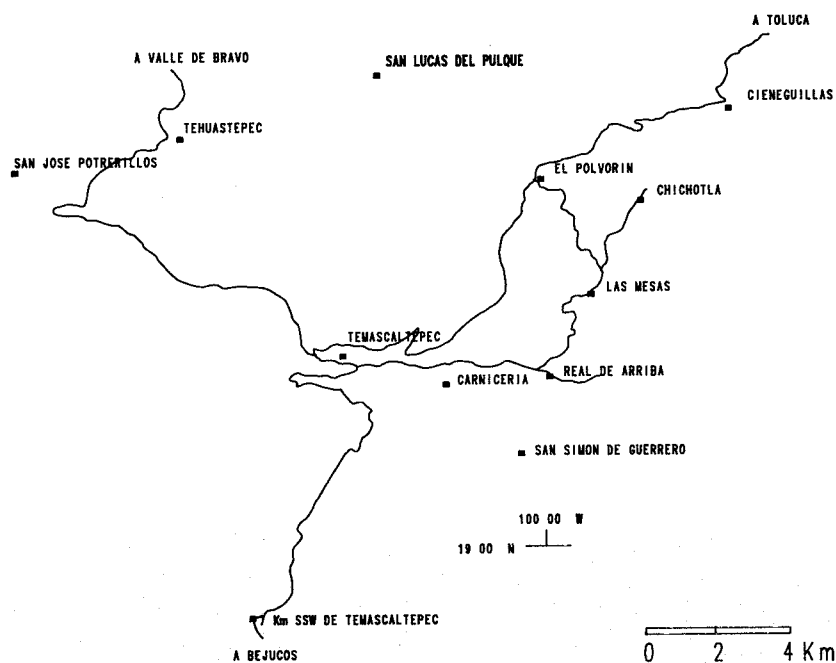 A TOLUCA
A VALLE DE BRAVO
SAN LUCAS DEL PULQUE
CIENEGUILLAS
TEHUASTEPEC
SAN JOSE POTRERILLOS
EL POLVORIN
CHICHOTLA
LAS MESAS
TEMASCALTEPEC
CARNICERIA
REAL DE ARRIBA
SAN SIMON DE GUERRERO
100 00 W
19 00 N
7 Km SSW DE TEMASCALTEPEC
A BEJUCOS
0 2 4 Km